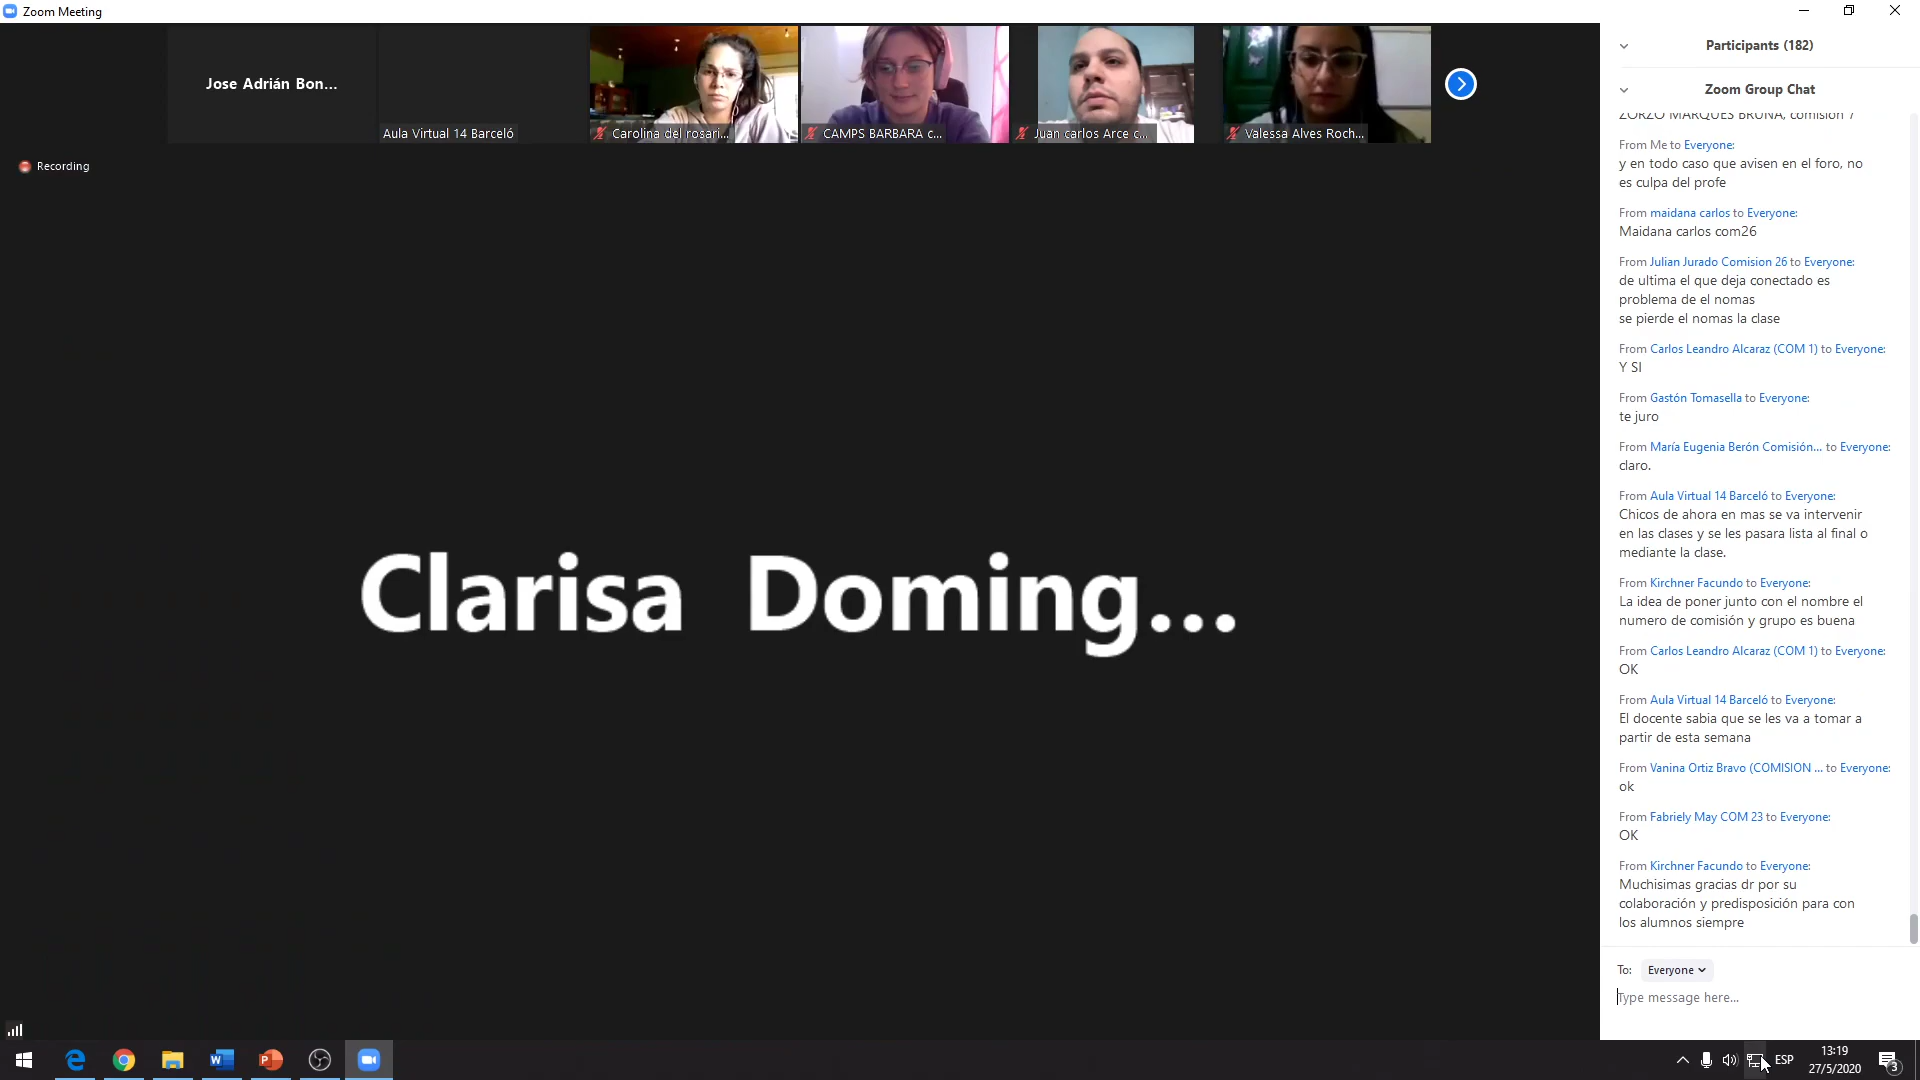 Zoom Meeting
Jose Adrián Bon...
Aula Virtual 14 Barceló
Carolina del rosari...
CAMPS BARBARA c...
Juan carlos Arce c...
Valessa Alves Roch...
Recording
Clarisa Doming...
Participants (182)
Zoom Group Chat
ZORZO MARQUES BRUNA, comision 7
From Me to Everyone:
y en todo caso que avisen en el foro, no
es culpa del profe
From maidana carlos to Everyone:
Maidana carlos com26
From Julian Jurado Comision 26 to Everyone:
de ultima el que deja conectado es
problema de el nomas
se pierde el nomas la clase
From Carlos Leandro Alcaraz (COM 1) to Everyone:
Y SI
From Gastón Tomasella to Everyone:
te juro
From María Eugenia Berón Comisión... to Everyone:
claro.
From Aula Virtual 14 Barceló to Everyone:
Chicos de ahora en mas se va intervenir
en las clases y se les pasara lista al final o
mediante la clase.
From Kirchner Facundo to Everyone:
La idea de poner junto con el nombre el
numero de comisión y grupo es buena
From Carlos Leandro Alcaraz (COM 1) to Everyone:
OK
From Aula Virtual 14 Barceló to Everyone:
El docente sabia que se les va a tomar a
partir de esta semana
From Vanina Ortiz Bravo (COMISION ... to Everyone:
ok
From Fabriely May COM 23 to Everyone:
OK
From Kirchner Facundo to Everyone:
Muchisimas gracias dr por su
colaboración y predisposición para con
los alumnos siempre
To: Everyone
Type message here...
ESP
13:19
27/5/2020
3